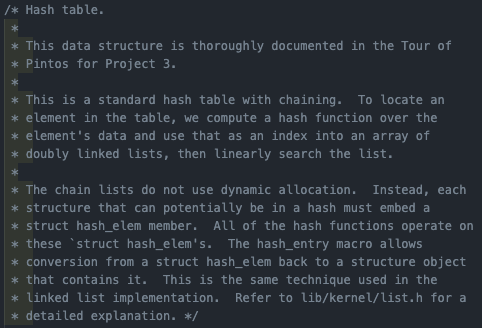 /* Hash table.
 *
 * This data structure is thoroughly documented in the Tour of
 * Pintos for Project 3.
 *
 * This is a standard hash table with chaining.  To locate an
 * element in the table, we compute a hash function over the
 * element's data and use that as an index into an array of
 * doubly linked lists, then linearly search the list.
 *
 * The chain lists do not use dynamic allocation.  Instead, each
 * structure that can potentially be in a hash must embed a
 * struct hash_elem member.  All of the hash functions operate on
 * these `struct hash_elem's.  The hash_entry macro allows
 * conversion from a struct hash_elem back to a structure object
 * that contains it.  This is the same technique used in the
 * linked list implementation.  Refer to lib/kernel/list.h for a
 * detailed explanation. */